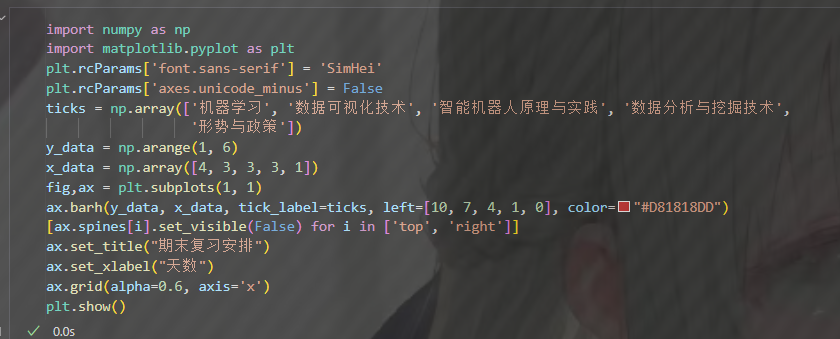 import numpy as np
import matplotlib.pyplot as plt
plt.rcParams['font.sans-serif'] = 'SimHei'
plt.rcParams['axes.unicode_minus'] = False
ticks = np.array(['机器学习', '数据可视化技术', '智能机器人原理与实践', '数据分析与挖掘技术',
'形势与政策'])
y_data = np.arange(1, 6)
x_data = np.array([4, 3, 3, 3, 1])
fig,ax = plt.subplots(1, 1)
ax.barh(y_data, x_data, tick_label=ticks, left=[10, 7, 4, 1, 0], color="#D81818DD")
[ax.spines[i].set_visible(False) for i in ['top', 'right']]
ax.set_title("期末复习安排")
ax.set_xlabel("天数")
ax.grid(alpha=0.6, axis='x')
plt.show()
0.0s